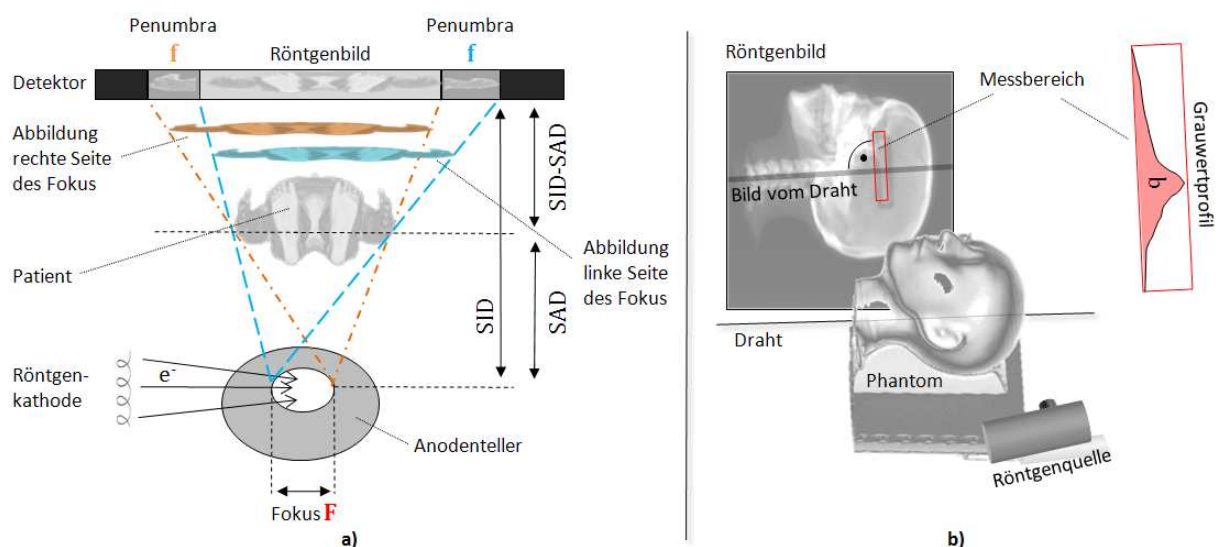 Penumbra
f
Röntgenbild
Penumbra
f
Detektor
Abbildung
rechte Seite
des Fokus
SID-SAD
Patient
Abbildung
linke Seite
des Fokus
SID
SAD
Röntgen-
kathode
e-
Anodenteller
Fokus F
a)
Röntgenbild
Messbereich
Grauwertprofil
b
Bild vom Draht
Draht
Phantom
Röntgenquelle
b)